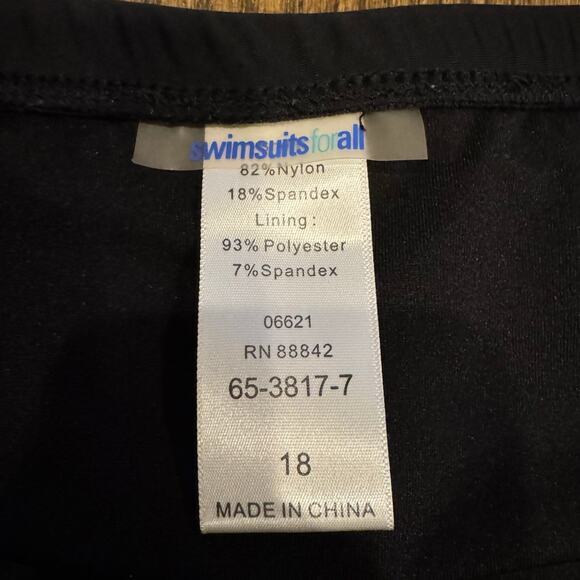 swimsuitsforall
82%Nylon
18%Spandex
Lining:
93% Polyester
7%Spandex
06621
RN 88842
65-3817-7
18
MADE IN CHINA